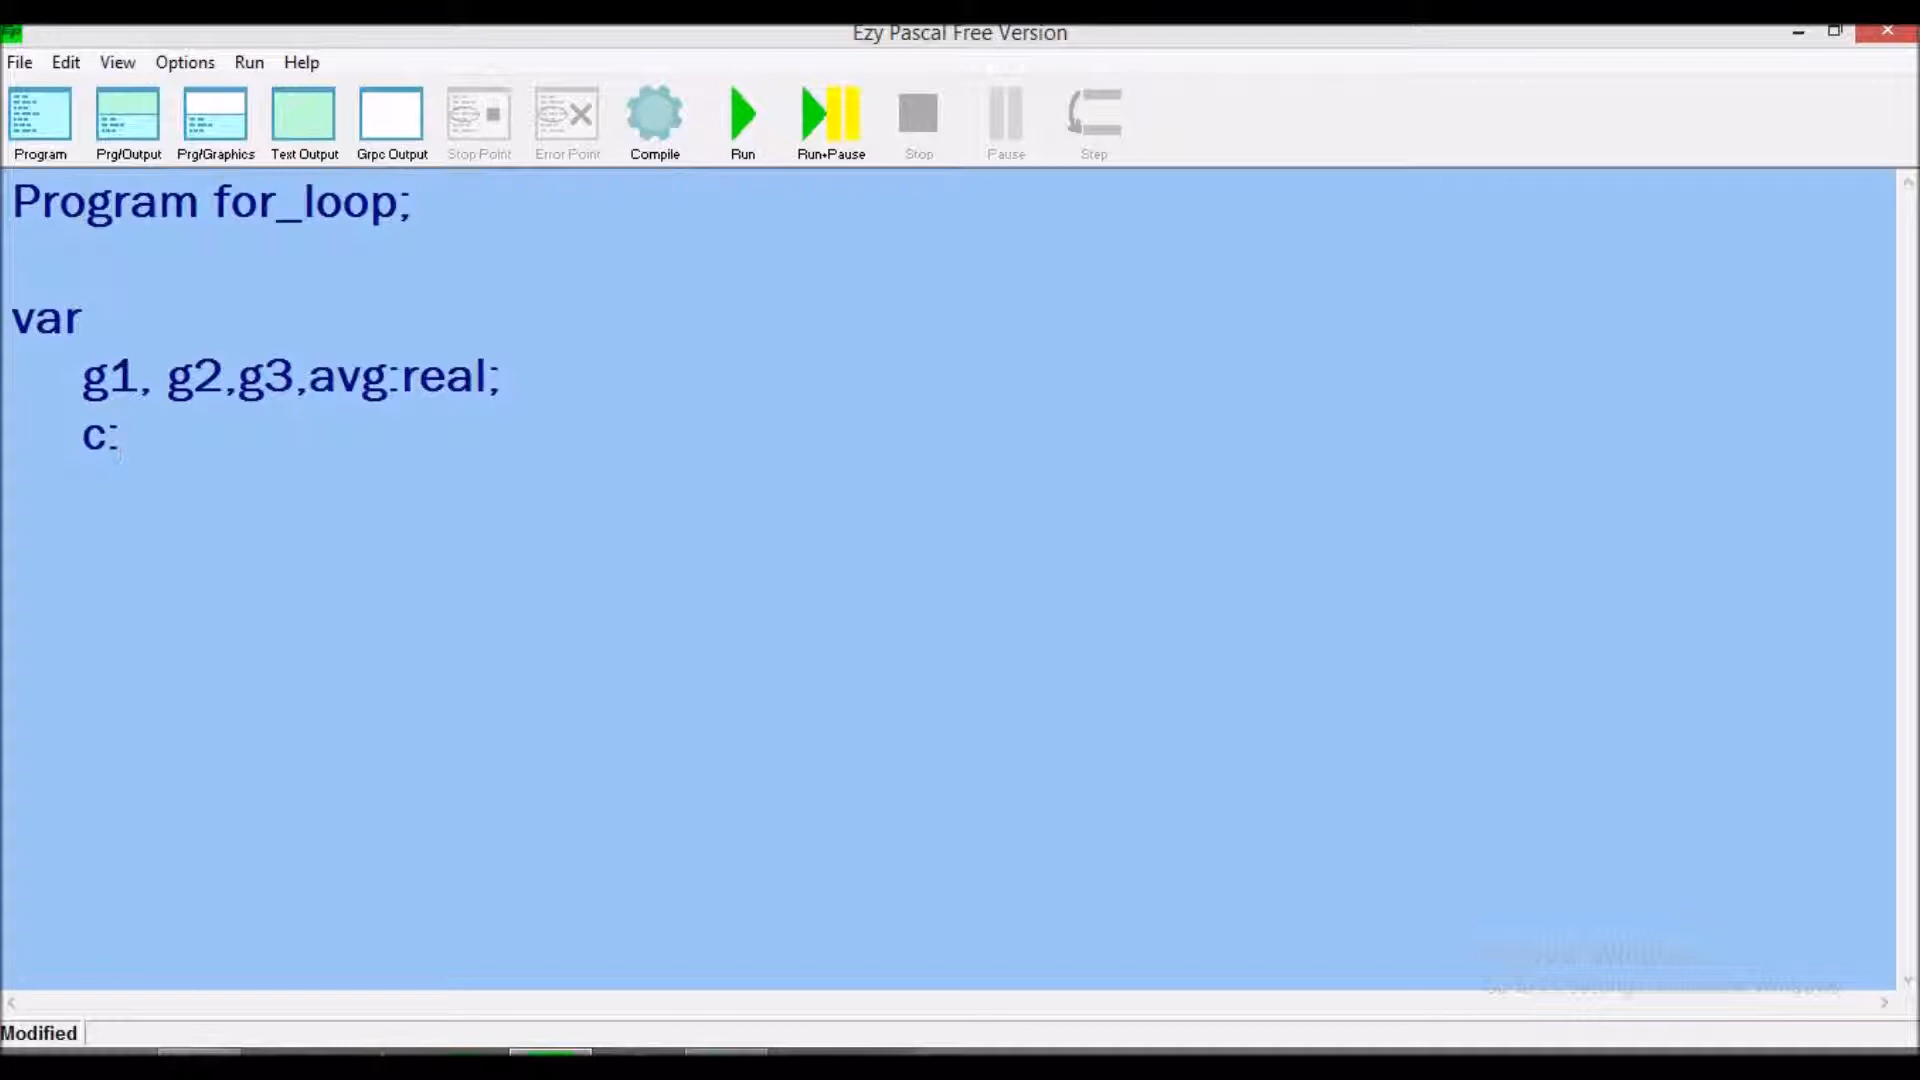 Ep
Ezy Pascal Free Version
File Edit View Options Run Help
Program Prg/Output Prg/Graphics Text Output Grpc Output Stop Point Error Point Compile Run Run+Pause Stop Pause Step
Program for_loop;
var
g1, g2,g3,avg:real;
c:
Modified